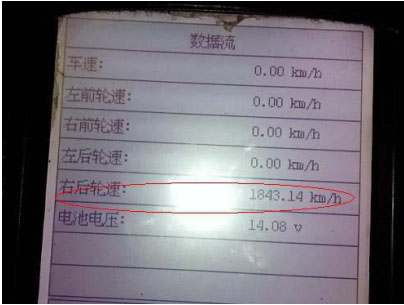 数据流
车速: 0.00 km/h
左前轮速: 0.00 km/h
右前轮速: 0.00 km/h
左后轮速: 0.00 km/h
右后轮速: 1843.14 km/h
电池电压: 14.08 v